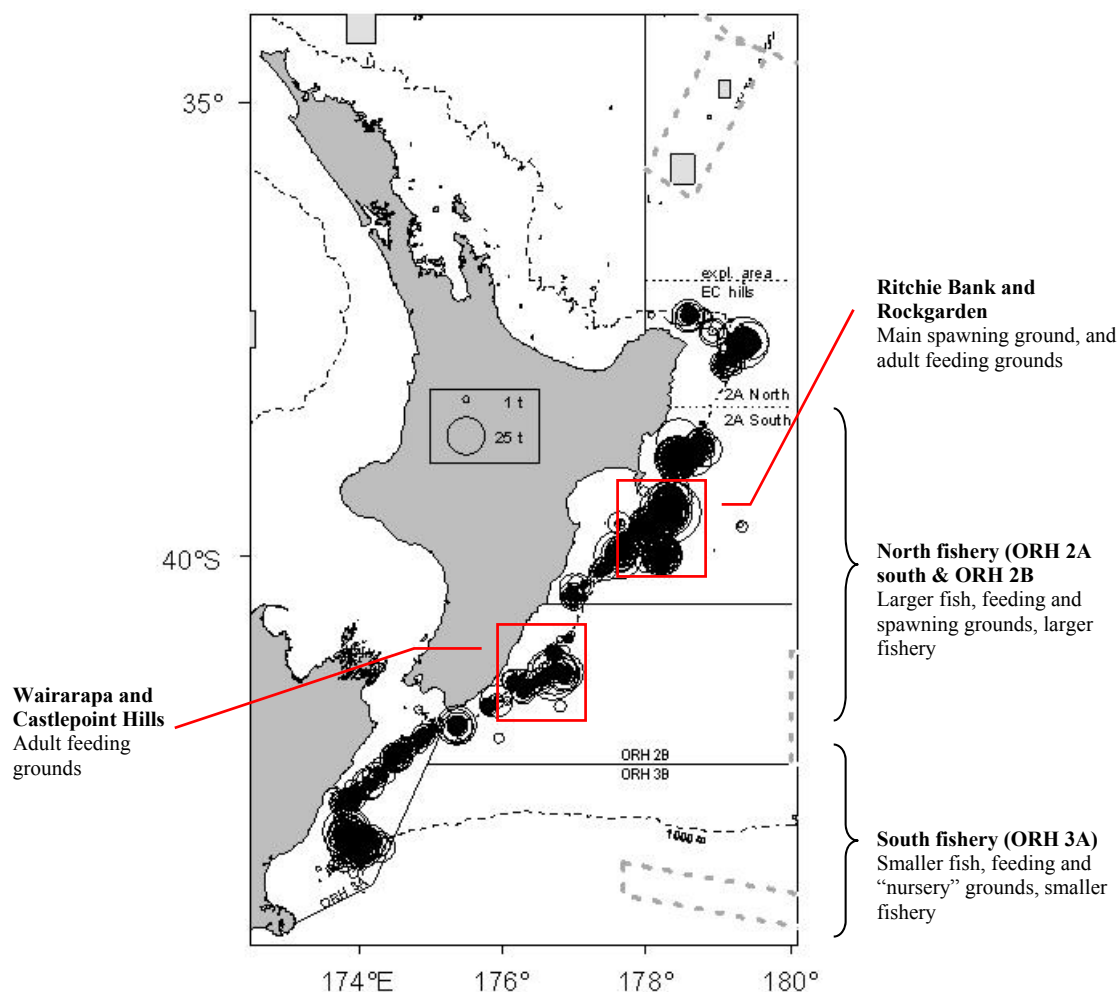 35°
expl. area
EC hills
Ritchie Bank and
Rockgarden
Main spawning ground, and
adult feeding grounds
1 t
25 t
2A North
2A South
40°S
North fishery (ORH 2A
south & ORH 2B
Larger fish, feeding and
spawning grounds, larger
fishery
Wairarapa and
Castlepoint Hills
Adult feeding
grounds
ORH 2B
ORH 3B
1000 m
South fishery (ORH 3A)
Smaller fish, feeding and
“nursery” grounds, smaller
fishery
174°E
176°
178°
180°